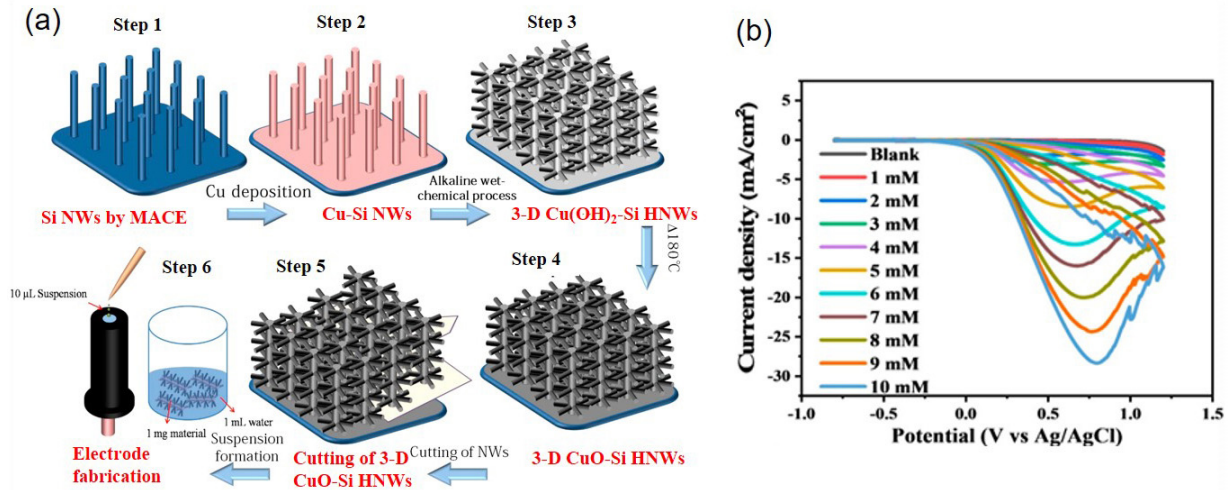 (a)
Step 1
Step 2
Step 3
Si NWs by MACE
Cu deposition
Cu-Si NWs
Alkaline wet-
chemical process
3-D Cu(OH)2-Si HNWs
Δ180℃
Step 6
Step 5
Step 4
10 μL Suspension
1 mL water
1 mg material
Electrode
fabrication
Suspension
formation
Cutting of 3-D
CuO-Si HNWs
Cutting of NWs
3-D CuO-Si HNWs
(b)
Current density (mA/cm²)
5
0
-5
-10
-15
-20
-25
-30
Blank
1 mM
2 mM
3 mM
4 mM
5 mM
6 mM
7 mM
8 mM
9 mM
10 mM
-1.0
-0.5
0.0
0.5
1.0
1.5
Potential (V vs Ag/AgCl)